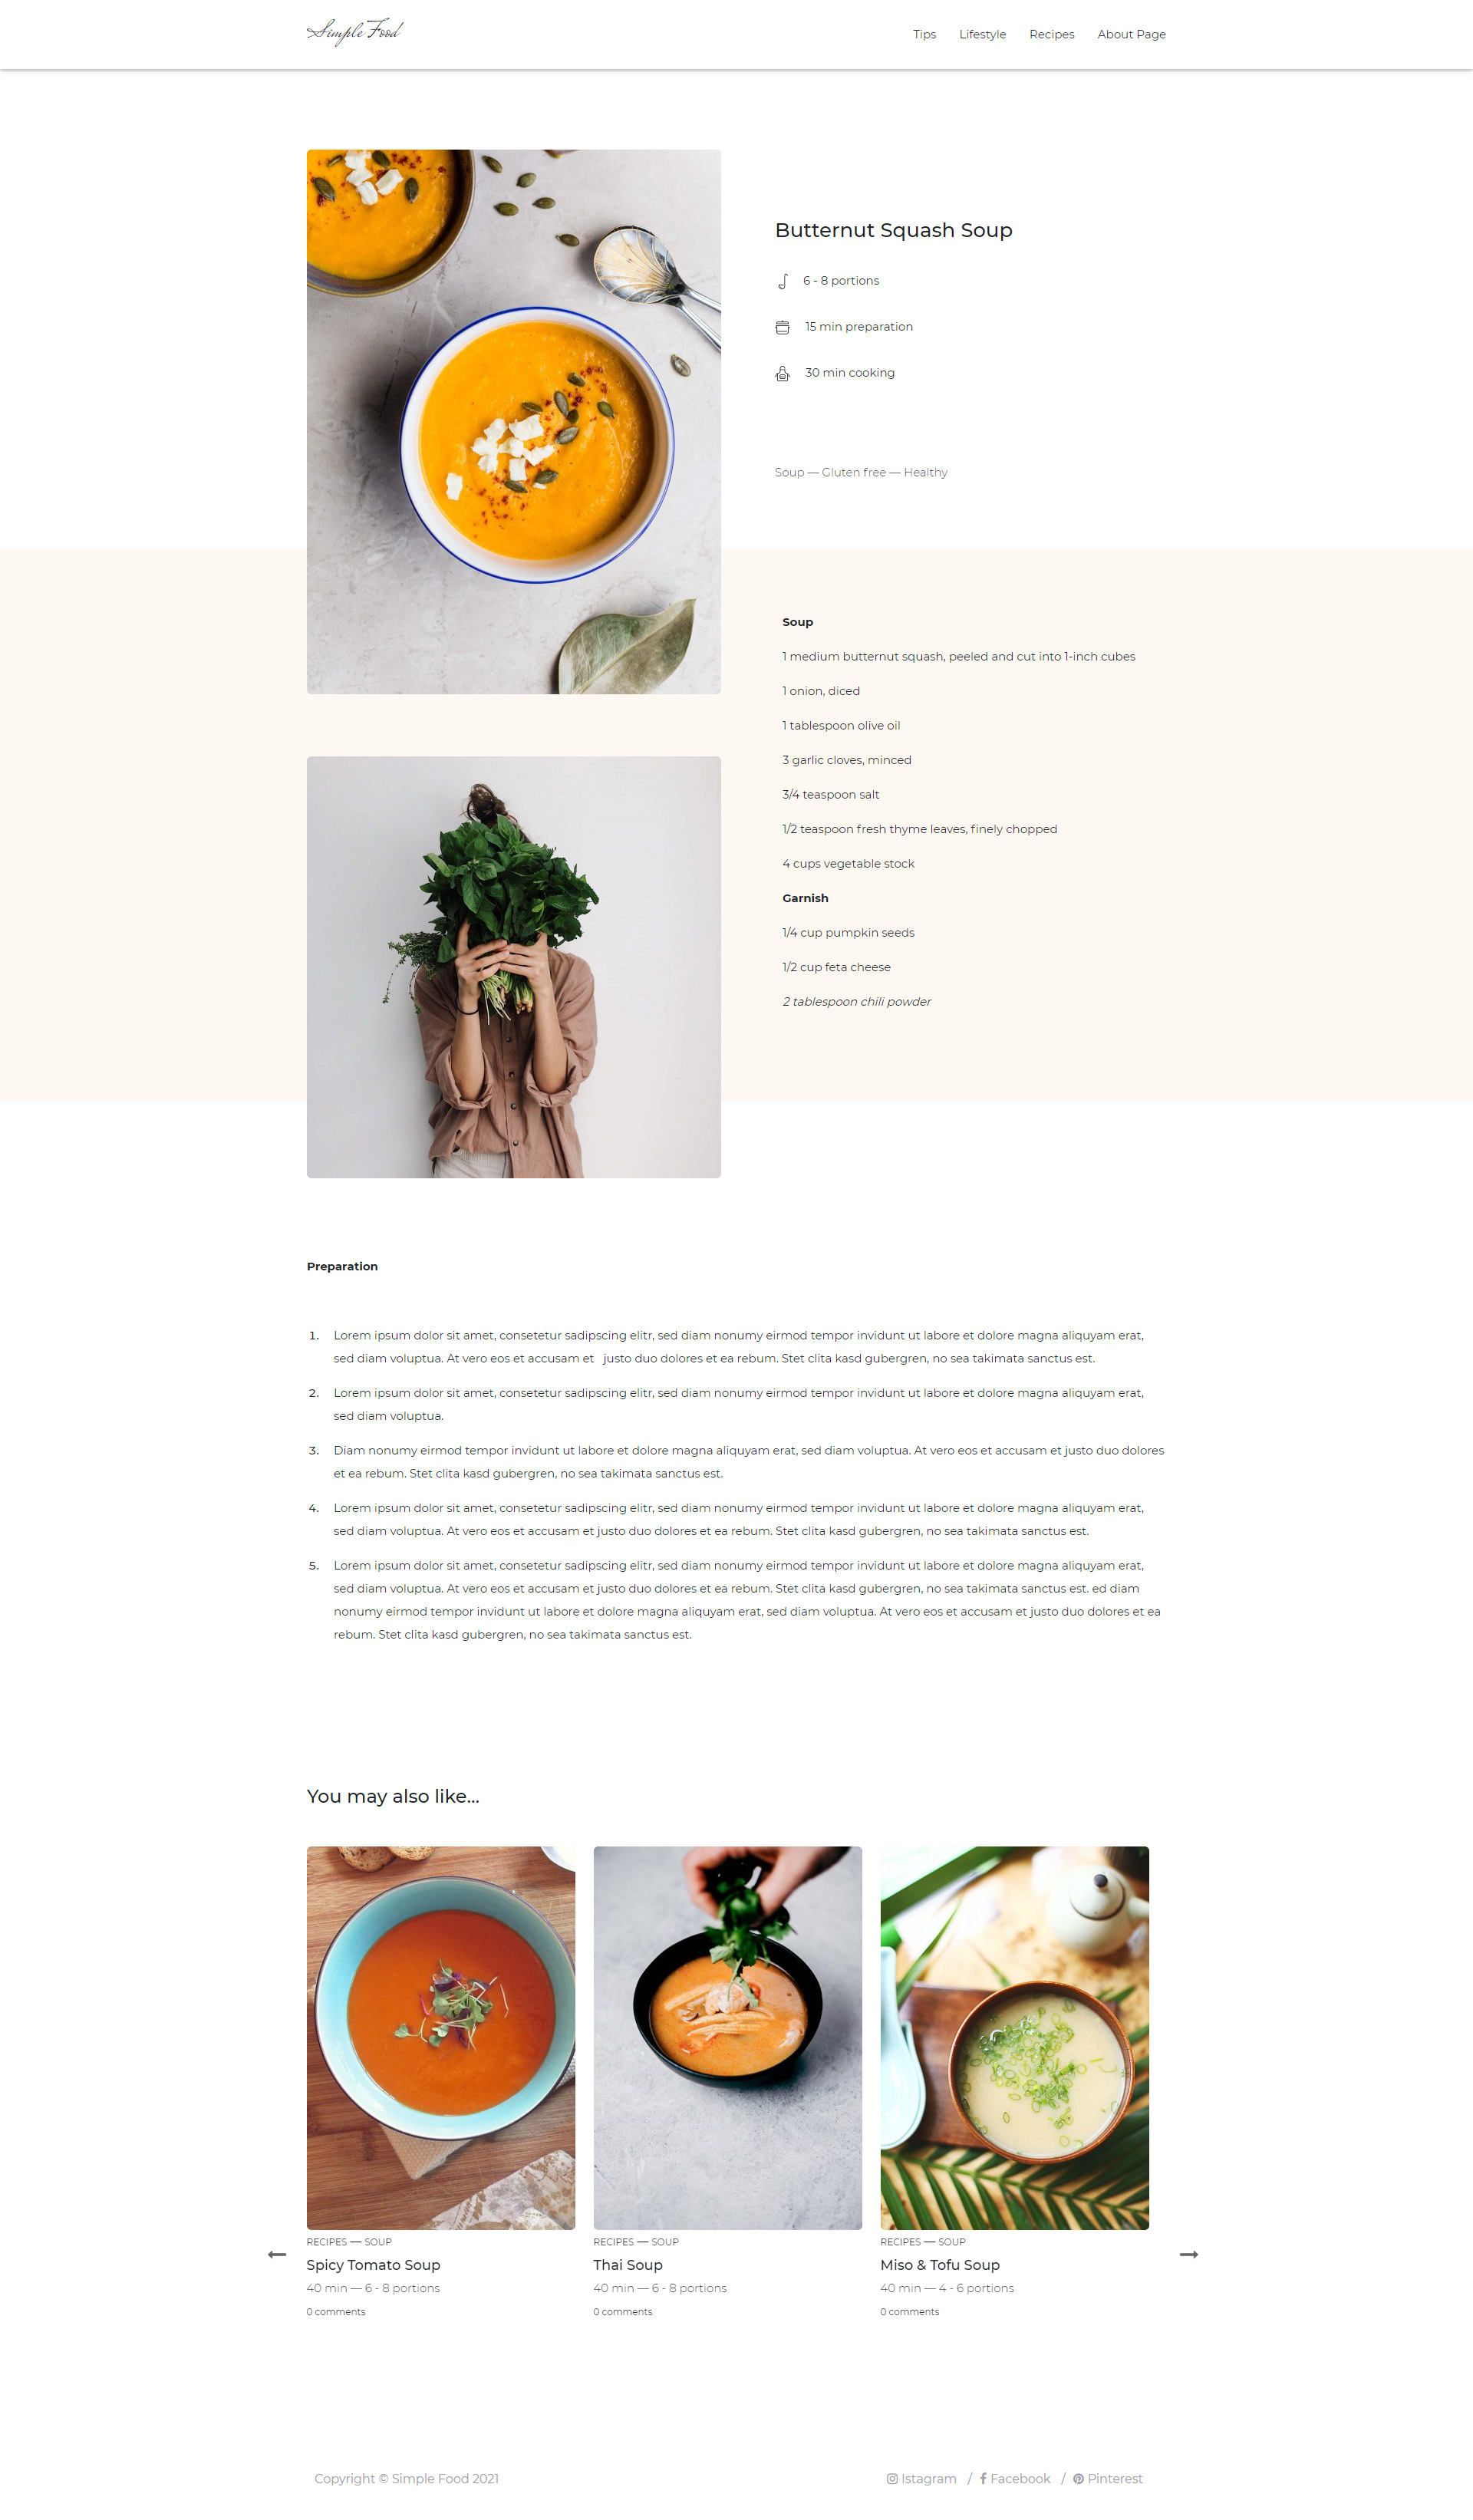 Simple Food
Tips Lifestyle Recipes About Page
Butternut Squash Soup
6 - 8 portions
15 min preparation
30 min cooking
Soup — Gluten free — Healthy
Soup
1 medium butternut squash, peeled and cut into 1-inch cubes
1 onion, diced
1 tablespoon olive oil
3 garlic cloves, minced
3/4 teaspoon salt
1/2 teaspoon fresh thyme leaves, finely chopped
4 cups vegetable stock
Garnish
1/4 cup pumpkin seeds
1/2 cup feta cheese
2 tablespoon chili powder
Preparation
1. Lorem ipsum dolor sit amet, consetetur sadipscing elitr, sed diam nonumy eirmod tempor invidunt ut labore et dolore magna aliquyam erat,
sed diam voluptua. At vero eos et accusam et justo duo dolores et ea rebum. Stet clita kasd gubergren, no sea takimata sanctus est.
2. Lorem ipsum dolor sit amet, consetetur sadipscing elitr, sed diam nonumy eirmod tempor invidunt ut labore et dolore magna aliquyam erat,
sed diam voluptua.
3. Diam nonumy eirmod tempor invidunt ut labore et dolore magna aliquyam erat, sed diam voluptua. At vero eos et accusam et justo duo dolores
et ea rebum. Stet clita kasd gubergren, no sea takimata sanctus est.
4. Lorem ipsum dolor sit amet, consetetur sadipscing elitr, sed diam nonumy eirmod tempor invidunt ut labore et dolore magna aliquyam erat,
sed diam voluptua. At vero eos et accusam et justo duo dolores et ea rebum. Stet clita kasd gubergren, no sea takimata sanctus est.
5. Lorem ipsum dolor sit amet, consetetur sadipscing elitr, sed diam nonumy eirmod tempor invidunt ut labore et dolore magna aliquyam erat,
sed diam voluptua. At vero eos et accusam et justo duo dolores et ea rebum. Stet clita kasd gubergren, no sea takimata sanctus est. ed diam
nonumy eirmod tempor invidunt ut labore et dolore magna aliquyam erat, sed diam voluptua. At vero eos et accusam et justo duo dolores et ea
rebum. Stet clita kasd gubergren, no sea takimata sanctus est.
You may also like...
RECIPES — SOUP
Spicy Tomato Soup
40 min — 6 - 8 portions
0 comments
RECIPES — SOUP
Thai Soup
40 min — 6 - 8 portions
0 comments
RECIPES — SOUP
Miso & Tofu Soup
40 min — 4 - 6 portions
0 comments
Copyright © Simple Food 2021
Istagram / Facebook / Pinterest